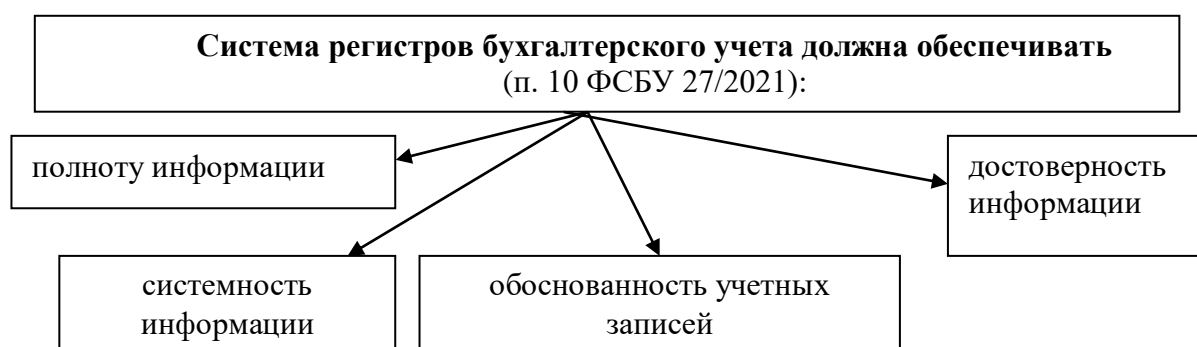 Система регистров бухгалтерского учета должна обеспечивать
(п. 10 ФСБУ 27/2021):
полноту информации
достоверность
информации
системность
информации
обоснованность учетных
записей